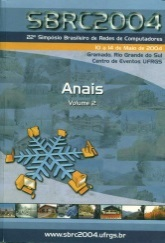 SBRC2004
22º Simpósio Brasileiro de Redes de Computadores
10 a 14 de Maio de 2004
Gramado, Rio Grande do Sul
Centro de Eventos UFRGS
Anais
Volume 2
www.sbrc2004.ufrgs.br